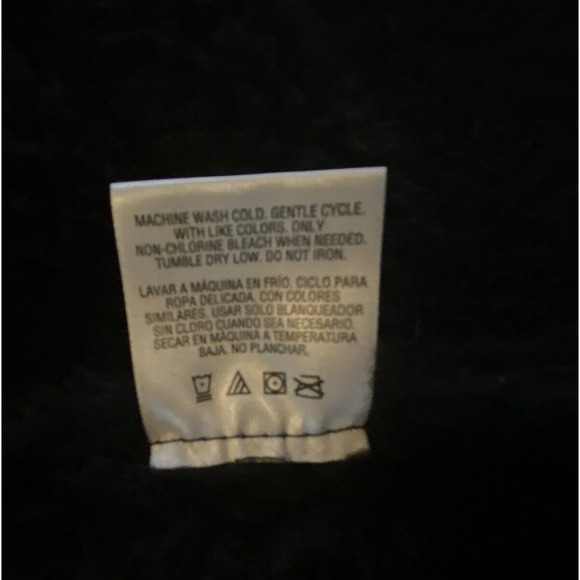 MACHINE WASH COLD. GENTLE CYCLE.
WITH LIKE COLORS. ONLY
NON-CHLORINE BLEACH WHEN NEEDED.
TUMBLE DRY LOW. DO NOT IRON.
LAVAR A MÁQUINA EN FRÍO. CICLO PARA
ROPA DELICADA, CON COLORES
SIMILARES. USAR SOLO BLANQUEADOR
SIN CLORO CUANDO SEA NECESARIO.
SECAR EN MÁQUINA A TEMPERATURA
BAJA. NO PLANCHAR.